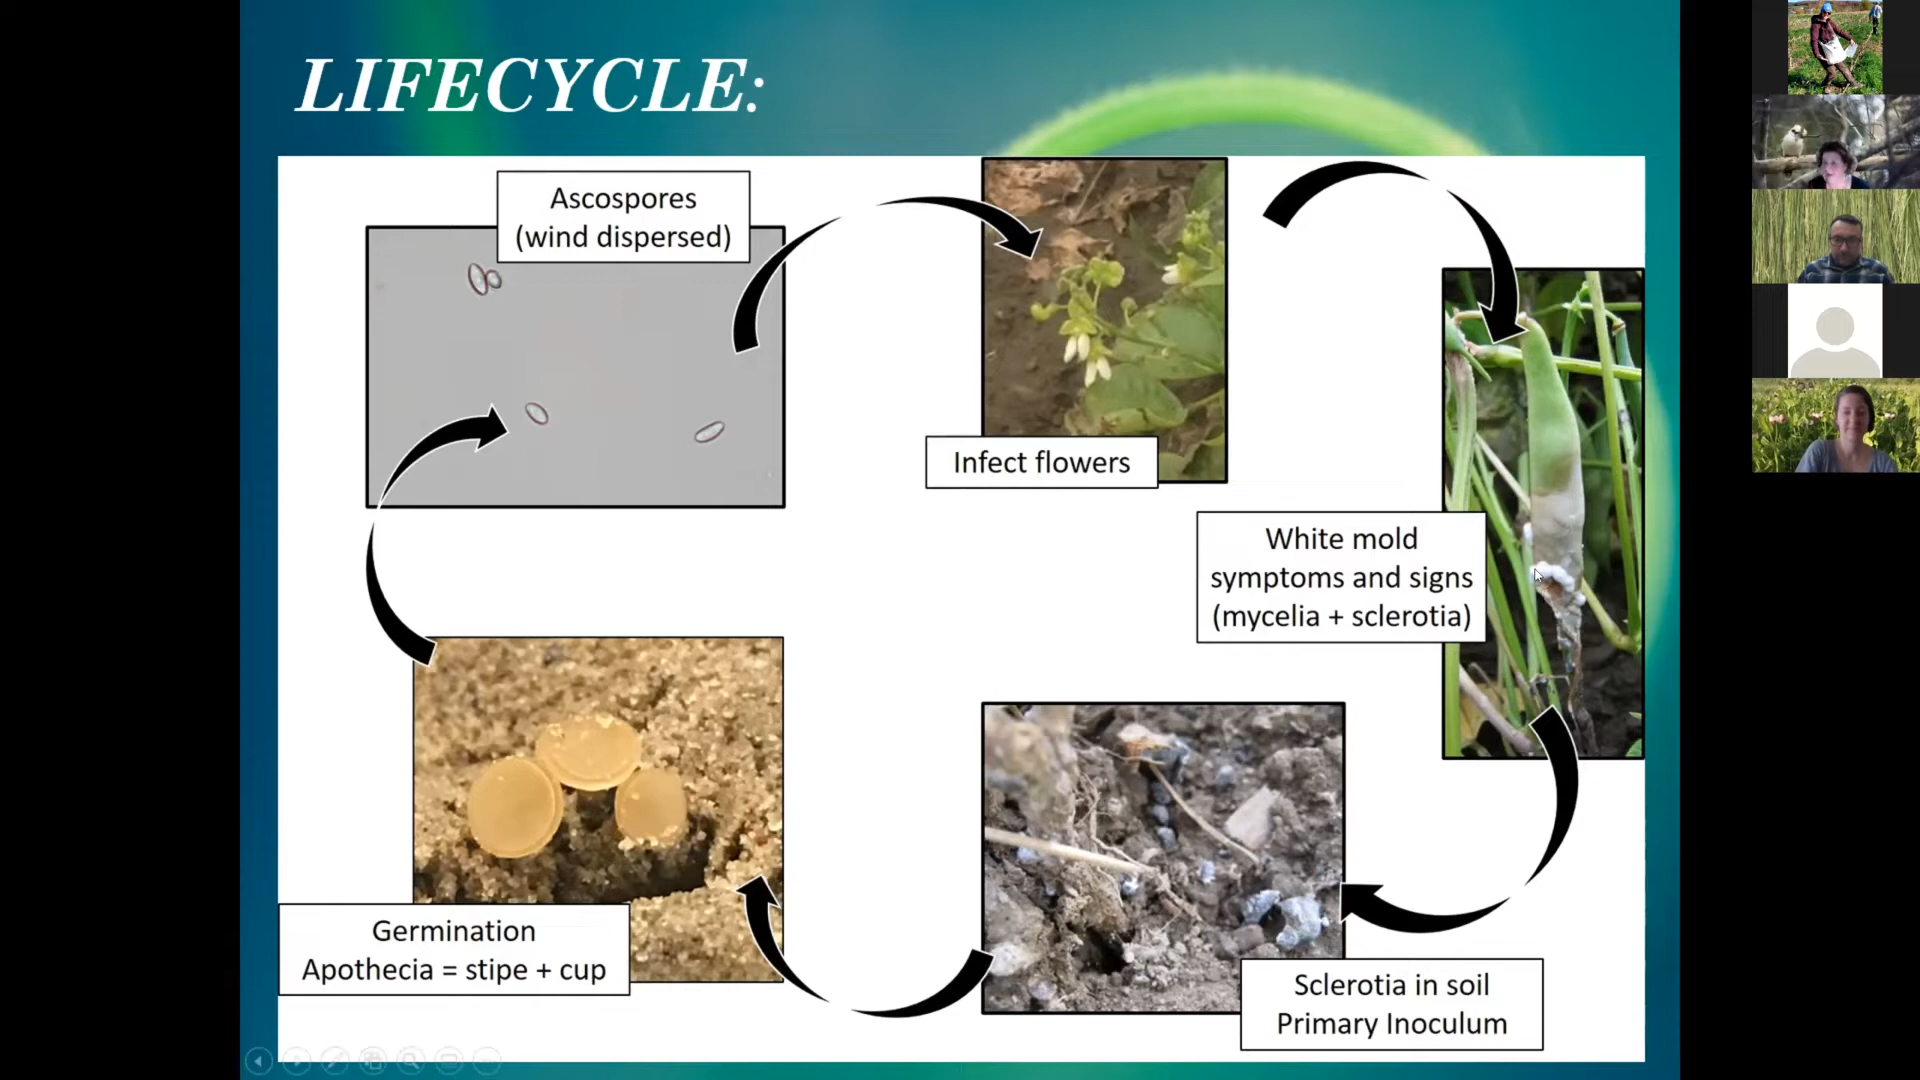 LIFECYCLE:
Ascospores
(wind dispersed)
Infect flowers
White mold
symptoms and signs
(mycelia + sclerotia)
Sclerotia in soil
Primary Inoculum
Germination
Apothecia = stipe + cup